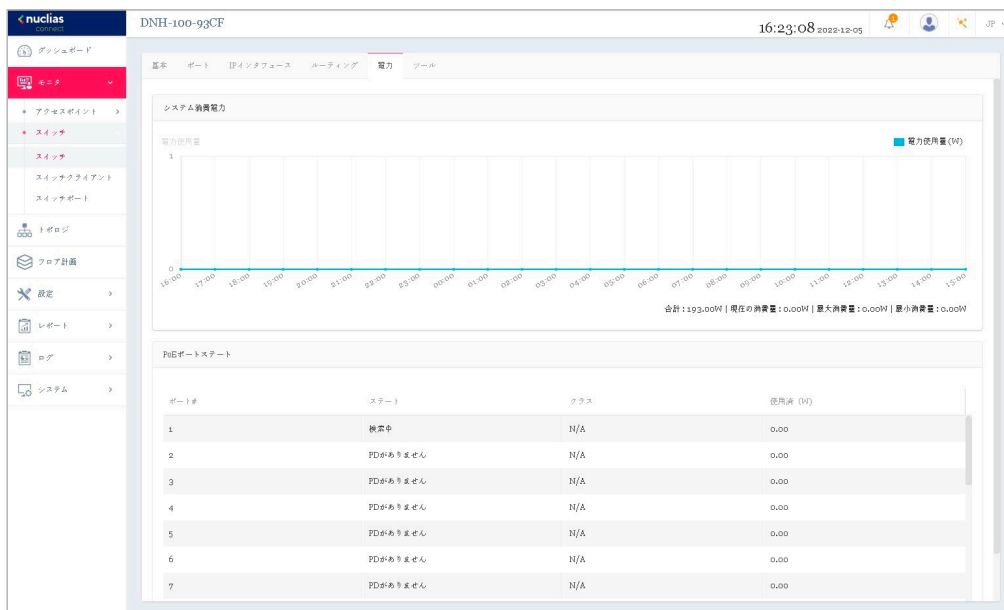 nuclias
connect
DNH-100-93CF
16:23:08 2022-12-05
1
JP
ダッシュボード
モニタ
アクセスポイント
スイッチ
スイッチ
スイッチクライアント
スイッチポート
トポロジ
フロア計画
設定
レポート
ログ
システム
基本 ポート IPインタフェース ルーティング 電力 ツール
システム消費電力
電力使用量
電力使用量(W)
1
0
16:00 17:00 18:00 19:00 20:00 21:00 22:00 23:00 00:00 01:00 02:00 03:00 04:00 05:00 06:00 07:00 08:00 09:00 10:00 11:00 12:00 13:00 14:00 15:00
合計:193.00W | 現在の消費量:0.00W | 最大消費量:0.00W | 最小消費量:0.00W
PoEポートステート
ポート# ステート クラス 使用済 (W)
1 検索中 N/A 0.00
2 PDがありません N/A 0.00
3 PDがありません N/A 0.00
4 PDがありません N/A 0.00
5 PDがありません N/A 0.00
6 PDがありません N/A 0.00
7 PDがありません N/A 0.00